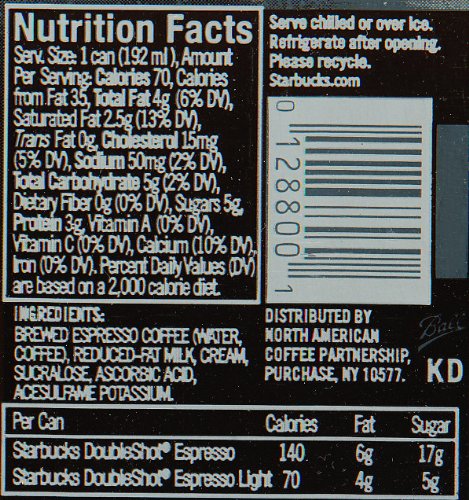 Nutrition Facts
Serv. Size: 1 can (192 ml), Amount
Per Serving: Calories 70, Calories
from Fat 35, Total Fat 4g (6% DV),
Saturated Fat 2.5g (13% DV),
Trans Fat 0g, Cholesterol 15mg
(5% DV), Sodium 50mg (2% DV),
Total Carbohydrate 5g (2% DV),
Dietary Fiber 0g (0% DV), Sugars 5g,
Protein 3g, Vitamin A (0% DV),
Vitamin C (0% DV), Calcium (10% DV),
Iron (0% DV). Percent Daily Values (DV)
are based on a 2,000 calorie diet.
INGREDIENTS:
BREWED ESPRESSO COFFEE (WATER,
COFFEE), REDUCED-FAT MILK, CREAM,
SUCRALOSE, ASCORBIC ACID,
ACESULFAME POTASSIUM.
Serve chilled or over ice.
Refrigerate after opening.
Please recycle.
Starbucks.com
0 128800 1
DISTRIBUTED BY
NORTH AMERICAN
COFFEE PARTNERSHIP,
PURCHASE, NY 10577.
Ball
KD
Per Can Calories Fat Sugar
Starbucks DoubleShot® Espresso 140 6g 17g
Starbucks DoubleShot® Espresso Light 70 4g 5g